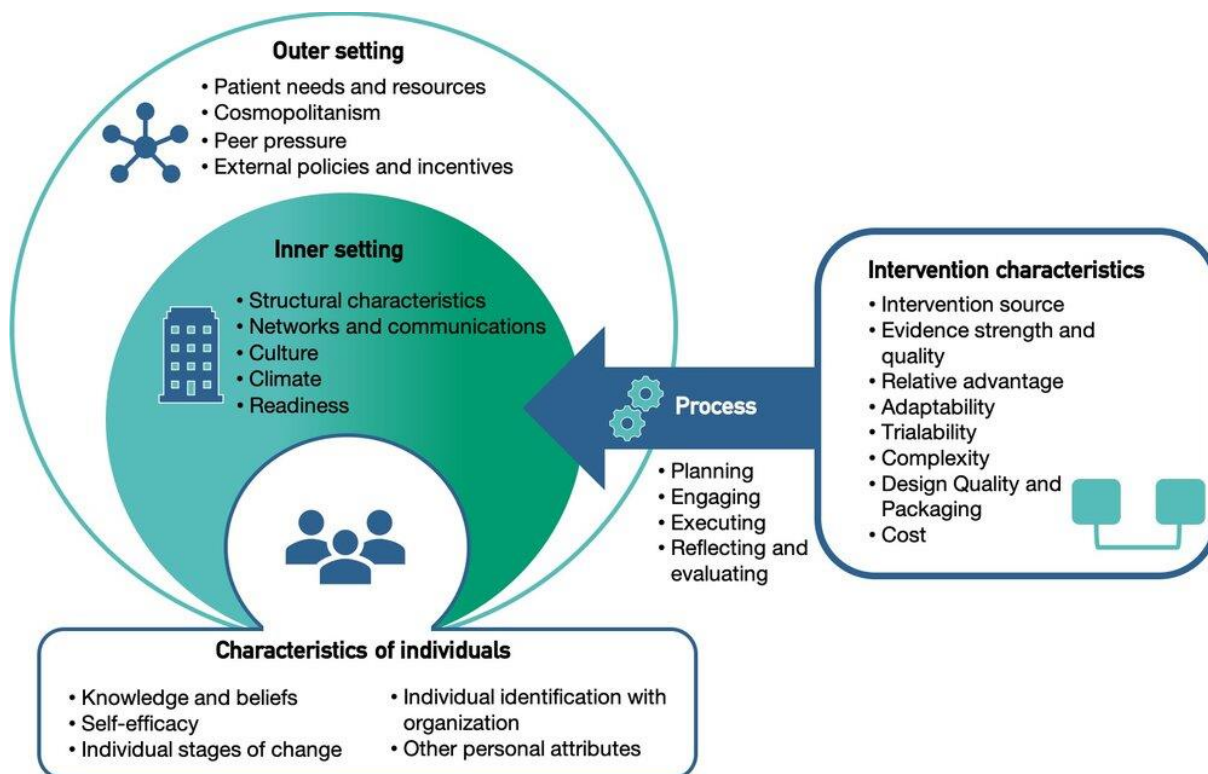 Outer setting
• Patient needs and resources
• Cosmopolitanism
• Peer pressure
• External policies and incentives
Inner setting
• Structural characteristics
• Networks and communications
• Culture
• Climate
• Readiness
Process
• Planning
• Engaging
• Executing
• Reflecting and
evaluating
Intervention characteristics
• Intervention source
• Evidence strength and
quality
• Relative advantage
• Adaptability
• Trialability
• Complexity
• Design Quality and
Packaging
• Cost
Characteristics of individuals
• Knowledge and beliefs
• Self-efficacy
• Individual stages of change
• Individual identification with
organization
• Other personal attributes